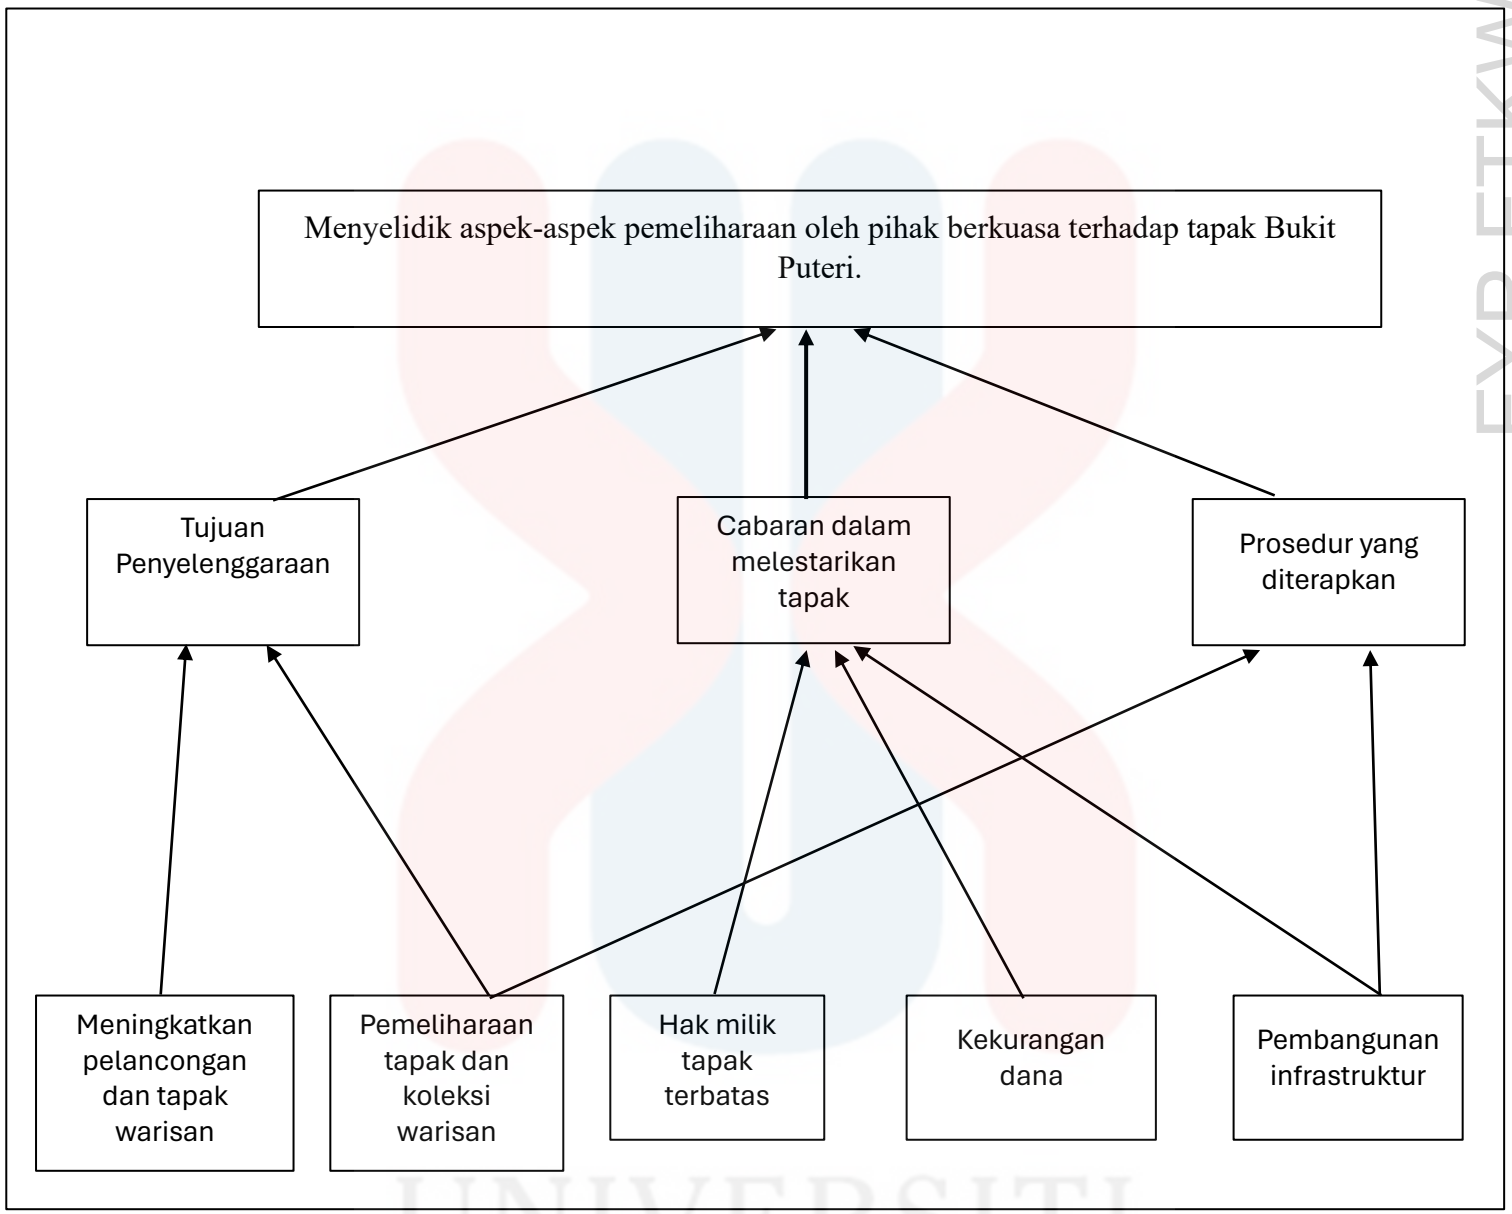 Menyelidik aspek-aspek pemeliharaan oleh pihak berkuasa terhadap tapak Bukit
Puteri.
Tujuan
Penyelenggaraan
Cabaran dalam
melestarikan
tapak
Prosedur yang
diterapkan
Meningkatkan
pelancongan
dan tapak
warisan
Pemeliharaan
tapak dan
koleksi
warisan
Hak milik
tapak
terbatas
Kekurangan
dana
Pembangunan
infrastruktur
UNIVERSITI
FYP FTKW